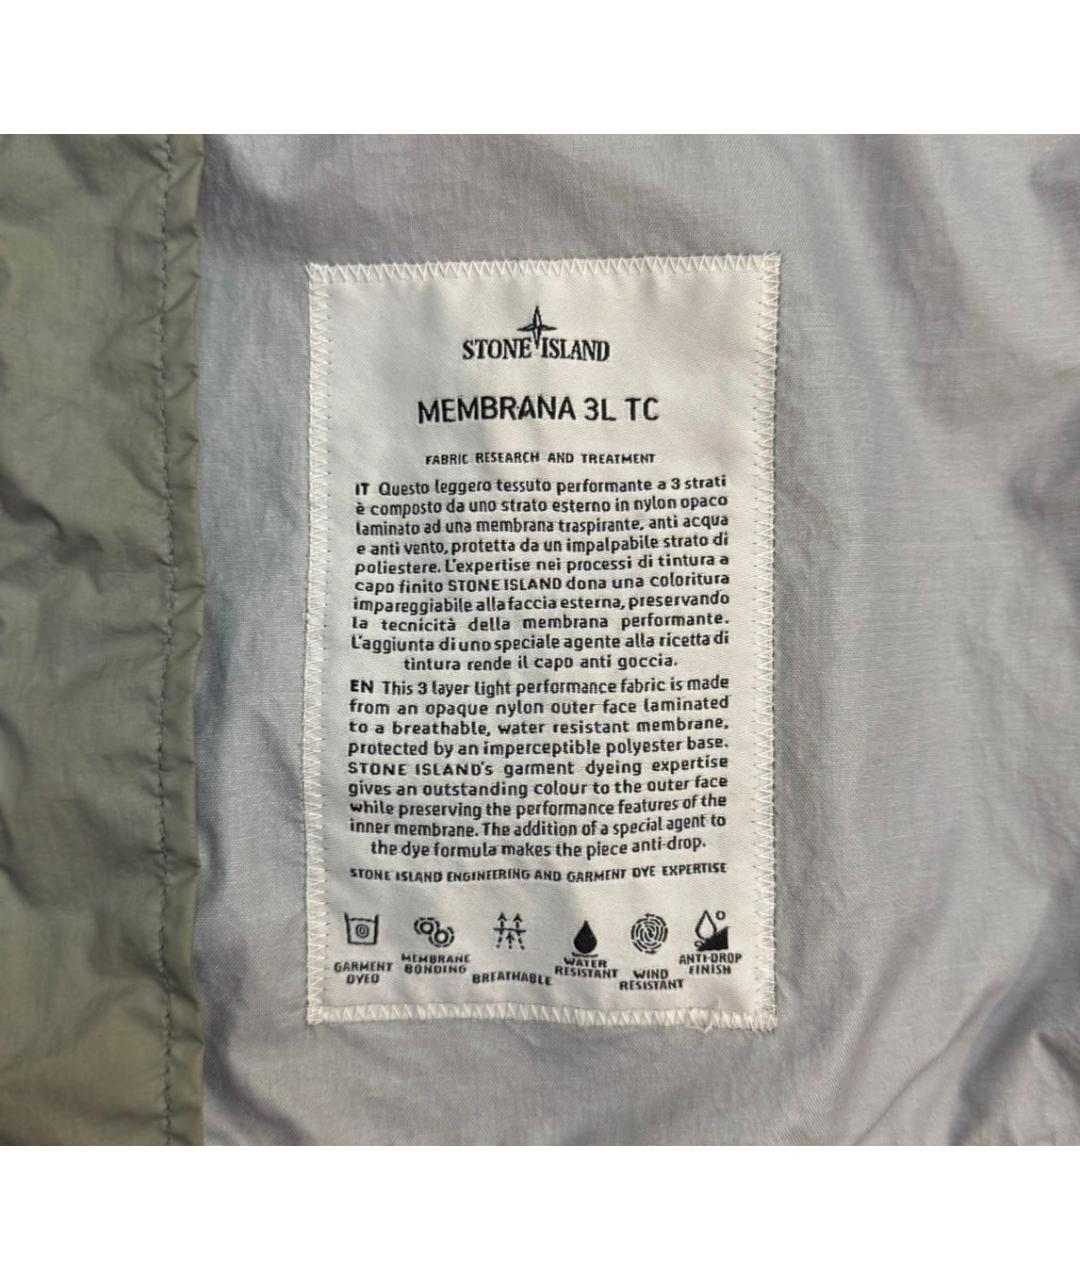 STONE ISLAND
MEMBRANA 3L TC
FABRIC RESEARCH AND TREATMENT
IT Questo leggero tessuto performante a 3 strati
è composto da uno strato esterno in nylon opaco
laminato ad una membrana traspirante, anti acqua
e anti vento, protetta da un impalpabile strato di
poliestere. L'expertise nei processi di tintura a
capo finito STONE ISLAND dona una coloritura
impareggiabile alla faccia esterna, preservando
la tecnicità della membrana performante.
L'aggiunta di uno speciale agente alla ricetta di
tintura rende il capo anti goccia.
EN This 3 layer light performance fabric is made
from an opaque nylon outer face laminated
to a breathable, water resistant membrane,
protected by an imperceptible polyester base.
STONE ISLAND's garment dyeing expertise
gives an outstanding colour to the outer face
while preserving the performance features of the
inner membrane. The addition of a special agent to
the dye formula makes the piece anti-drop.
STONE ISLAND ENGINEERING AND GARMENT DYE EXPERTISE
GARMENT DYED
MEMBRANE BONDING
BREATHABLE
WATER RESISTANT
WIND RESISTANT
ANTI-DROP FINISH